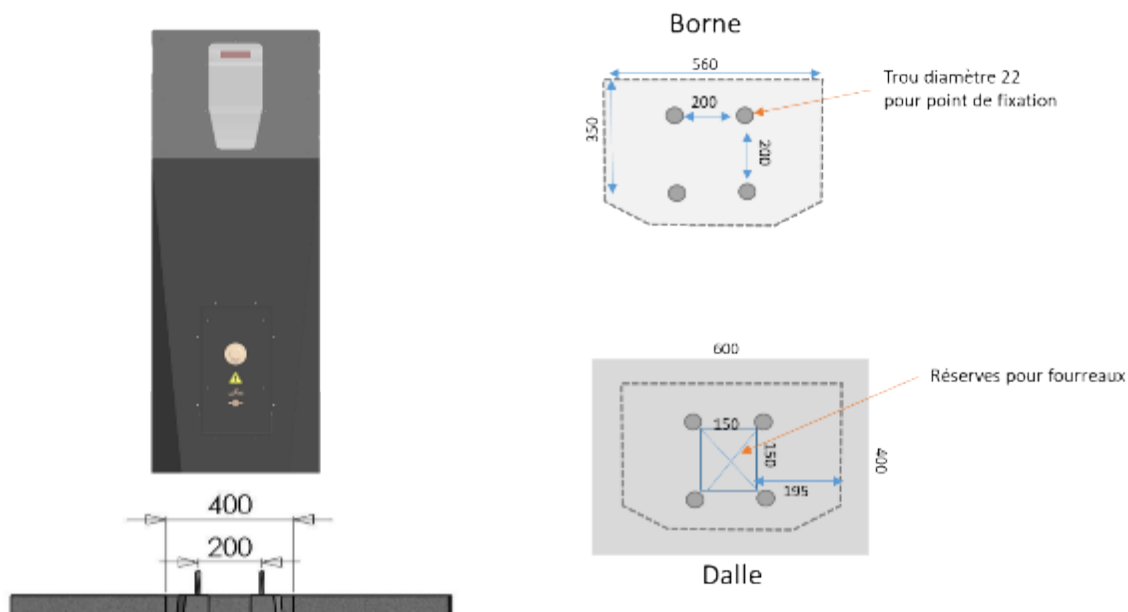 Borne
560
Trou diamètre 22
pour point de fixation
200
350
200
600
Réserves pour fourreaux
150
150
400
195
400
200
Dalle